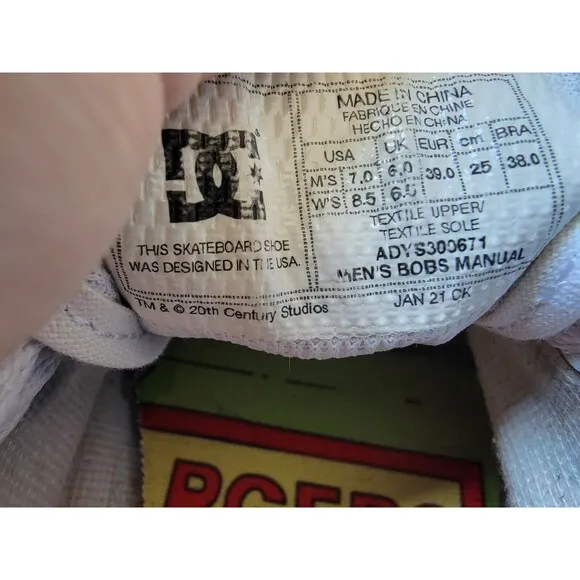 DC
THIS SKATEBOARD SHOE
WAS DESIGNED IN THE USA.
TM & © 20th Century Studios
MADE IN CHINA
FABRIQUE EN CHINE
HECHO EN CHINA
USA UK EUR cm BRA
M'S 7.0 6.0 39.0 25 38.0
W'S 8.5 6.5
TEXTILE UPPER/
TEXTILE SOLE
ADYS300671
MEN'S BOBS MANUAL
JAN 21 CK